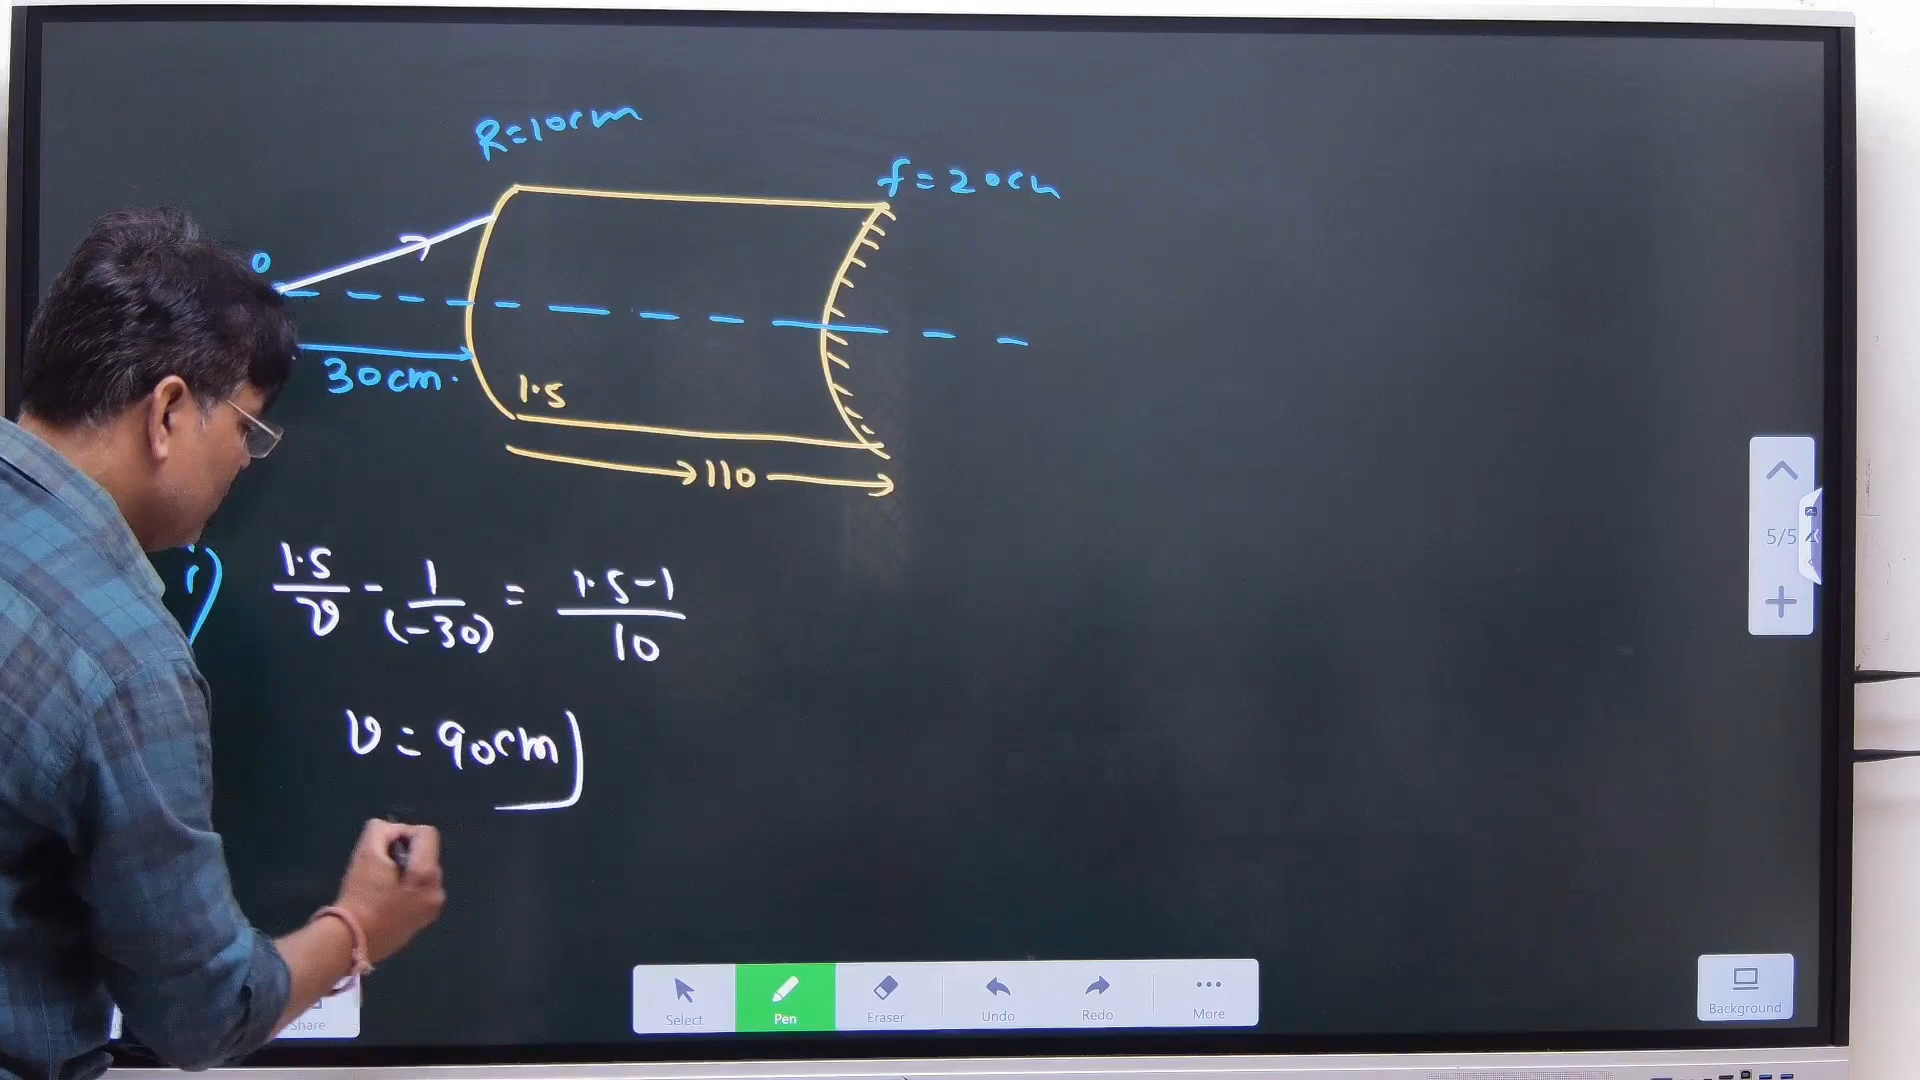 R=10cm
f=20cm
O
30cm.
1.5
110
i)
1.5/v - 1/(-30) = 1.5-1/10
v = 90cm
5/5
Share
Select
Pen
Eraser
Undo
Redo
More
Background